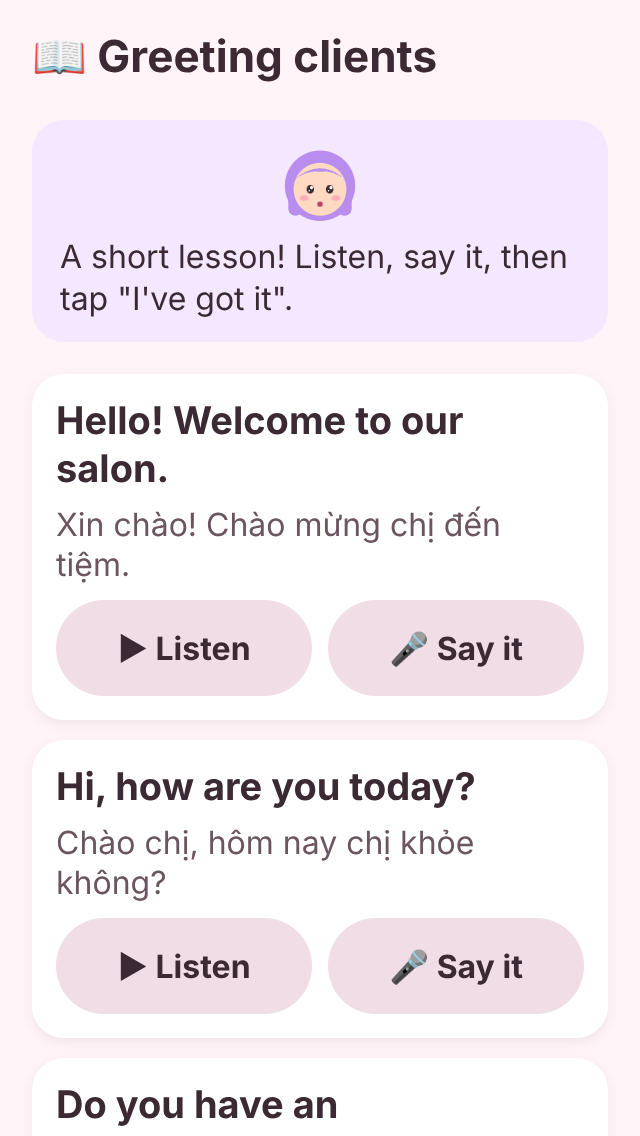 📖 Greeting clients
A short lesson! Listen, say it, then
tap "I've got it".
Hello! Welcome to our
salon.
Xin chào! Chào mừng chị đến
tiệm.
▶ Listen
🎤 Say it
Hi, how are you today?
Chào chị, hôm nay chị khỏe
không?
▶ Listen
🎤 Say it
Do you have an